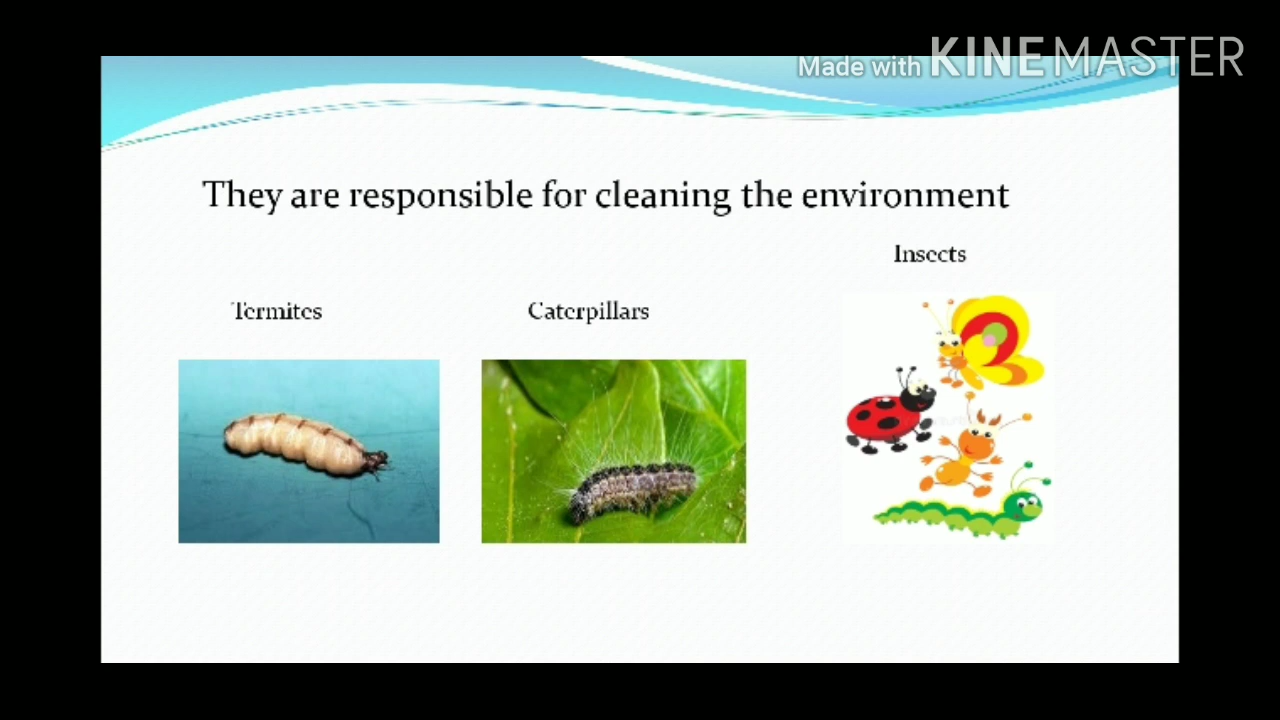 Made with KINEMASTER
They are responsible for cleaning the environment
Insects
Termites
Caterpillars